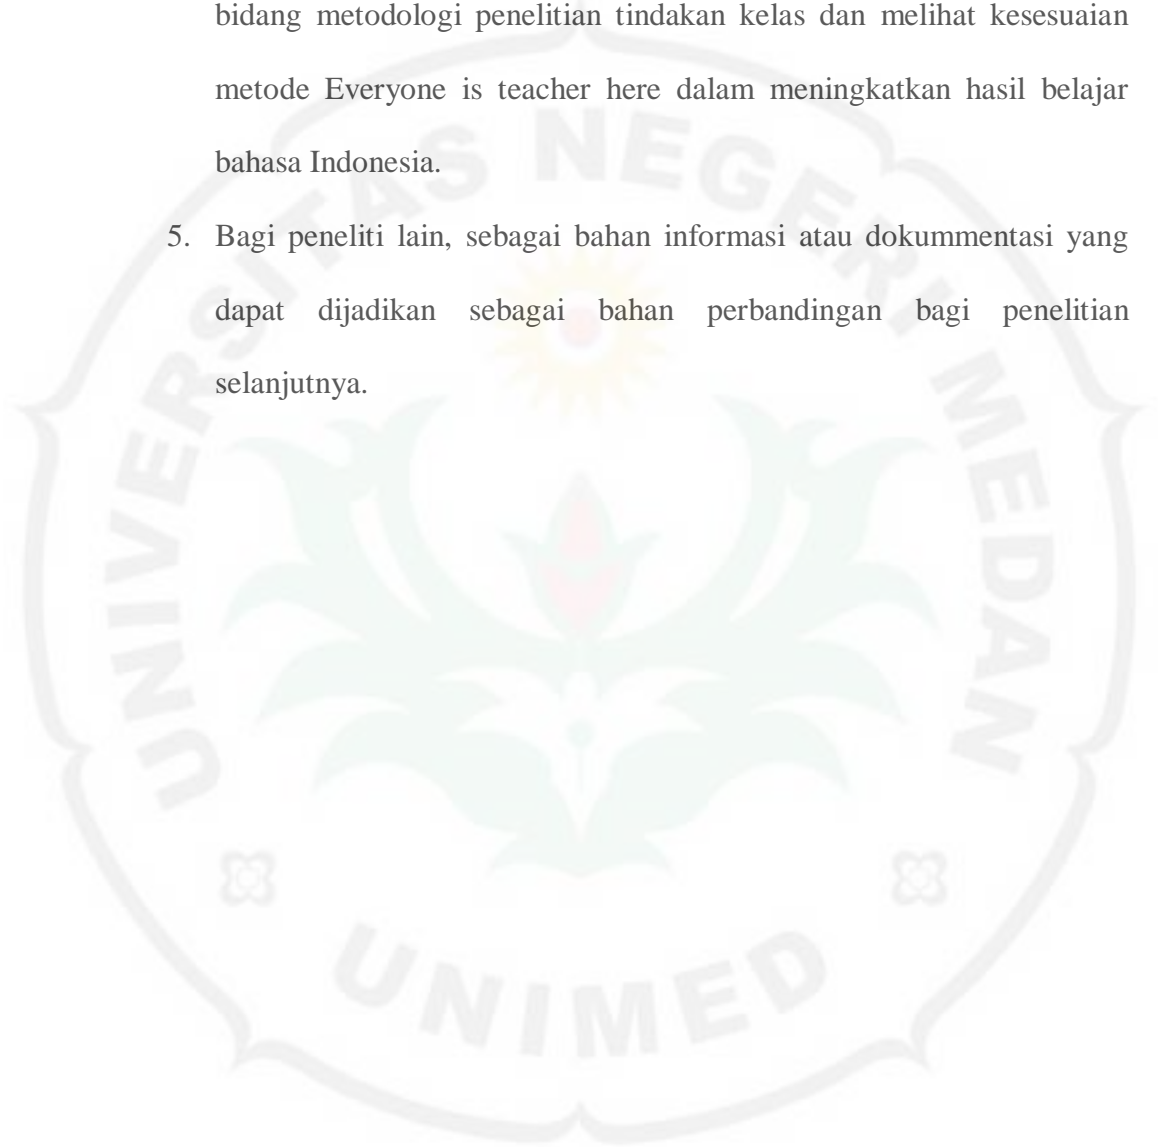 bidang metodologi penelitian tindakan kelas dan melihat kesesuaian
metode Everyone is teacher here dalam meningkatkan hasil belajar
bahasa Indonesia.
5. Bagi peneliti lain, sebagai bahan informasi atau dokummentasi yang
dapat dijadikan sebagai bahan perbandingan bagi penelitian
selanjutnya.
UNIVERSITAS NEGERI MEDAN
UNIMED